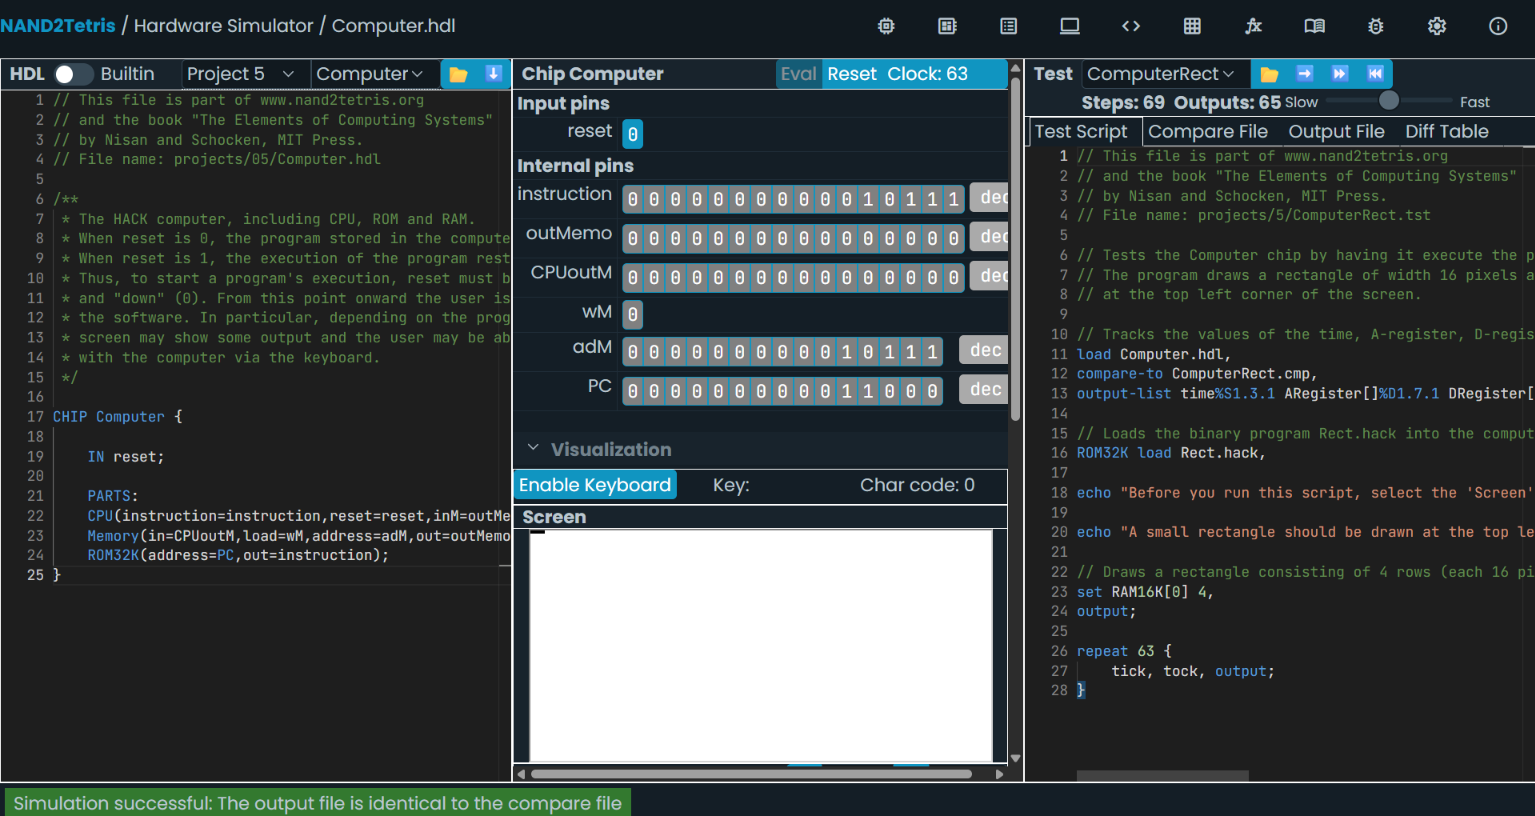 NAND2Tetris / Hardware Simulator / Computer.hdl
HDL Builtin Project 5 Computer
1 // This file is part of www.nand2tetris.org
2 // and the book "The Elements of Computing Systems"
3 // by Nisan and Schocken, MIT Press.
4 // File name: projects/05/Computer.hdl
5
6 /**
7 * The HACK computer, including CPU, ROM and RAM.
8 * When reset is 0, the program stored in the compute
9 * When reset is 1, the execution of the program rest
10 * Thus, to start a program's execution, reset must b
11 * and "down" (0). From this point onward the user is
12 * the software. In particular, depending on the prog
13 * screen may show some output and the user may be ab
14 * with the computer via the keyboard.
15 */
16
17 CHIP Computer {
18
19 IN reset;
20
21 PARTS:
22 CPU(instruction=instruction,reset=reset,inM=outMe
23 Memory(in=CPUoutM,load=wM,address=adM,out=outMemo
24 ROM32K(address=PC,out=instruction);
25 }
Chip Computer Eval Reset Clock: 63
Input pins
reset 0
Internal pins
instruction 0 0 0 0 0 0 0 0 0 0 0 1 0 1 1 1 dec
outMemo 0 0 0 0 0 0 0 0 0 0 0 0 0 0 0 0 dec
CPUoutM 0 0 0 0 0 0 0 0 0 0 0 0 0 0 0 0 dec
wM 0
adM 0 0 0 0 0 0 0 0 0 0 1 0 1 1 1 dec
PC 0 0 0 0 0 0 0 0 0 0 1 1 0 0 0 dec
Visualization
Enable Keyboard Key: Char code: 0
Screen
Test ComputerRect
Steps: 69 Outputs: 65 Slow Fast
Test Script Compare File Output File Diff Table
1 // This file is part of www.nand2tetris.org
2 // and the book "The Elements of Computing Systems"
3 // by Nisan and Schocken, MIT Press.
4 // File name: projects/5/ComputerRect.tst
5
6 // Tests the Computer chip by having it execute the p
7 // The program draws a rectangle of width 16 pixels a
8 // at the top left corner of the screen.
9
10 // Tracks the values of the time, A-register, D-regis
11 load Computer.hdl,
12 compare-to ComputerRect.cmp,
13 output-list time%S1.3.1 ARegister[]%D1.7.1 DRegister[
14
15 // Loads the binary program Rect.hack into the comput
16 ROM32K load Rect.hack,
17
18 echo "Before you run this script, select the 'Screen'
19
20 echo "A small rectangle should be drawn at the top le
21
22 // Draws a rectangle consisting of 4 rows (each 16 pi
23 set RAM16K[0] 4,
24 output;
25
26 repeat 63 {
27 tick, tock, output;
28 }
Simulation successful: The output file is identical to the compare file